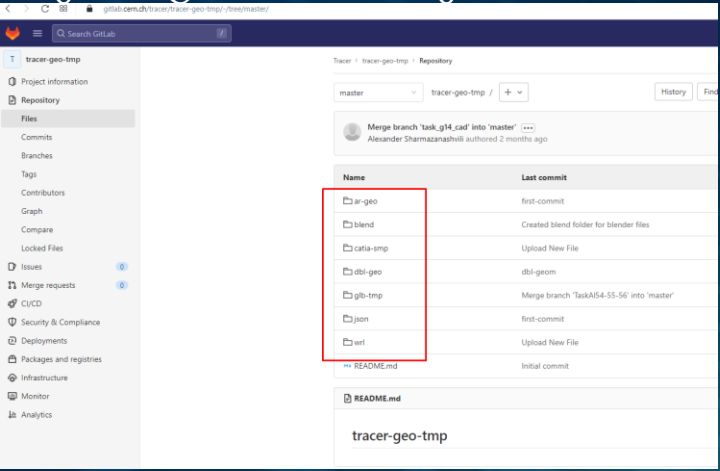 gitlab.cern.ch/tracer/tracer-geo-tmp/-/tree/master/
Search GitLab /
T tracer-geo-tmp
Project information
Repository
Files
Commits
Branches
Tags
Contributors
Graph
Compare
Locked Files
Issues 0
Merge requests 0
CI/CD
Security & Compliance
Deployments
Packages and registries
Infrastructure
Monitor
Analytics
Tracer > tracer-geo-tmp > Repository
master tracer-geo-tmp / +
History Find
Merge branch 'task_g14_cad' into 'master'
Alexander Sharmazanashvili authored 2 months ago
Name Last commit
ar-geo first-commit
blend Created blend folder for blender files
catia-smp Upload New File
dbl-geo dbl-geom
glb-tmp Merge branch 'TaskAI54-55-56' into 'master'
json first-commit
wrl Upload New File
README.md Initial commit
README.md
tracer-geo-tmp